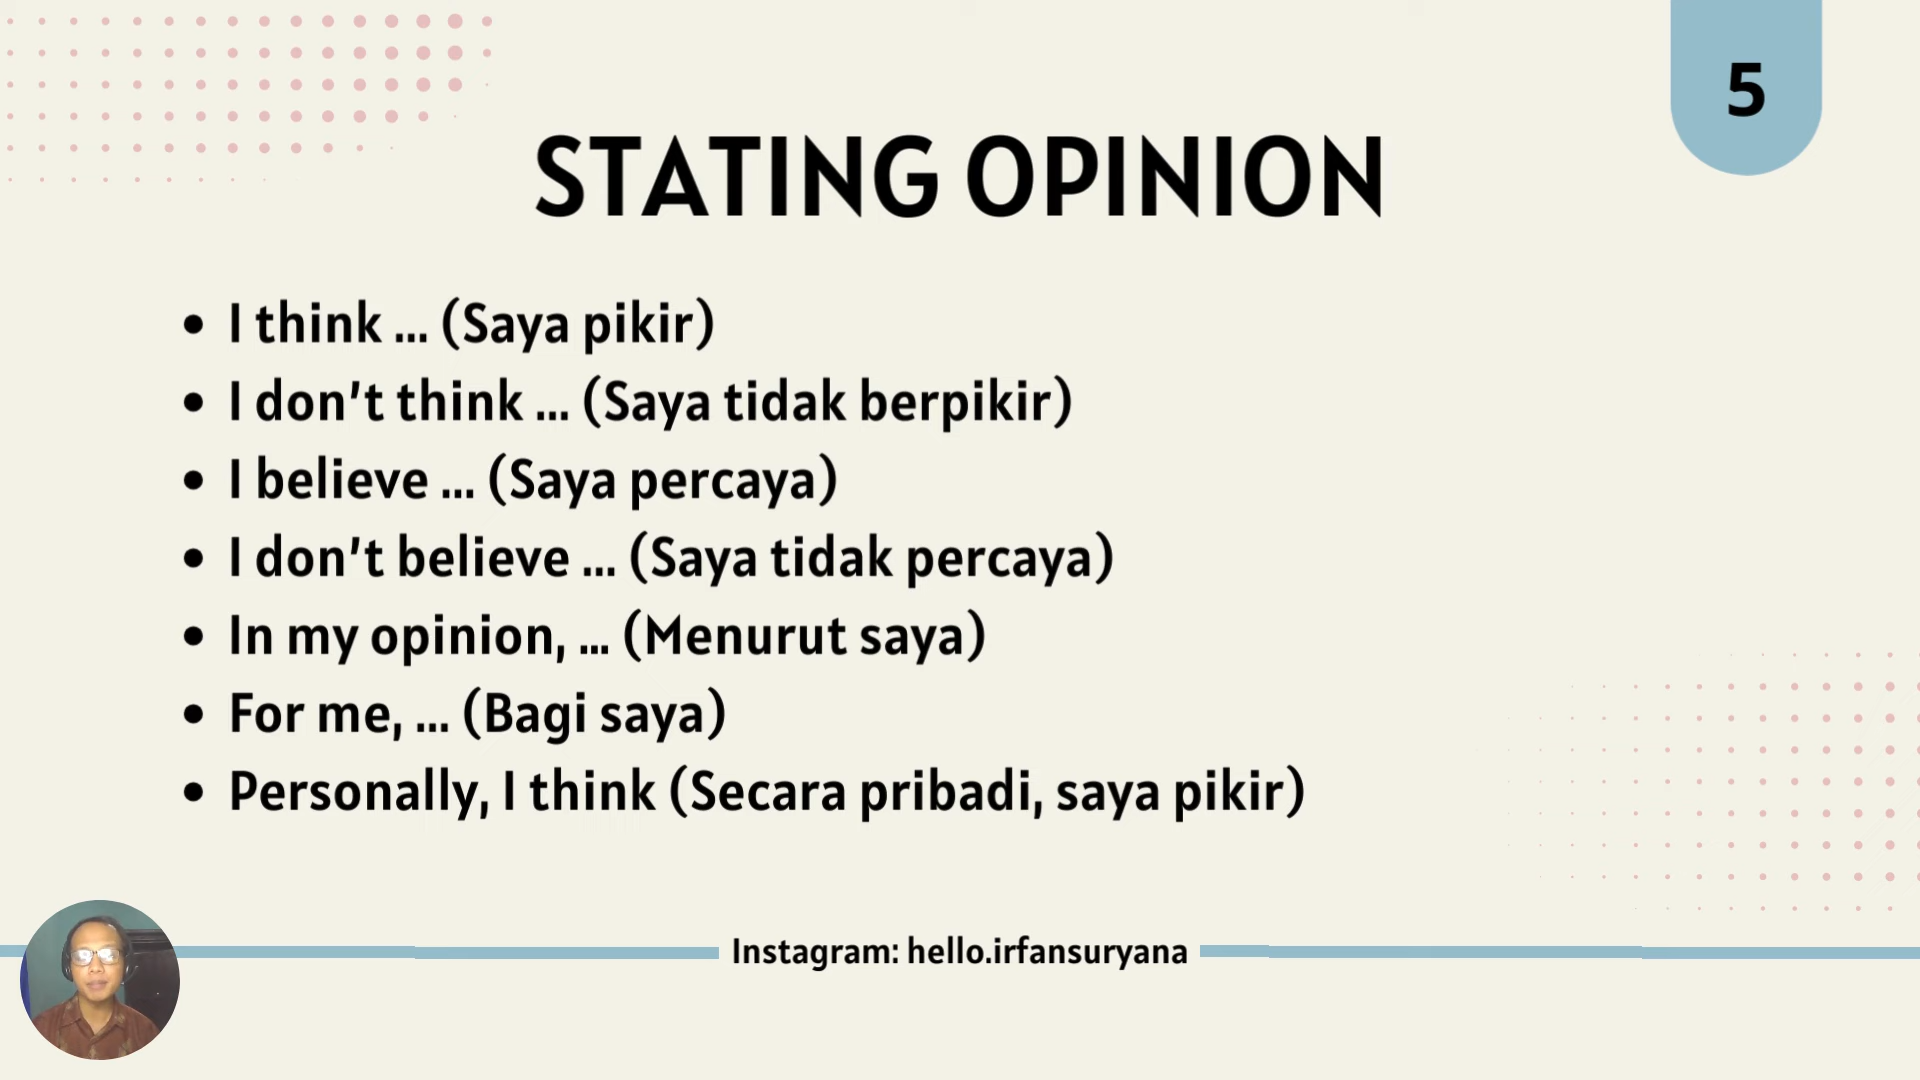 5
STATING OPINION
• I think ... (Saya pikir)
• I don't think ... (Saya tidak berpikir)
• I believe ... (Saya percaya)
• I don't believe ... (Saya tidak percaya)
• In my opinion, ... (Menurut saya)
• For me, ... (Bagi saya)
• Personally, I think (Secara pribadi, saya pikir)
Instagram: hello.irfansuryana